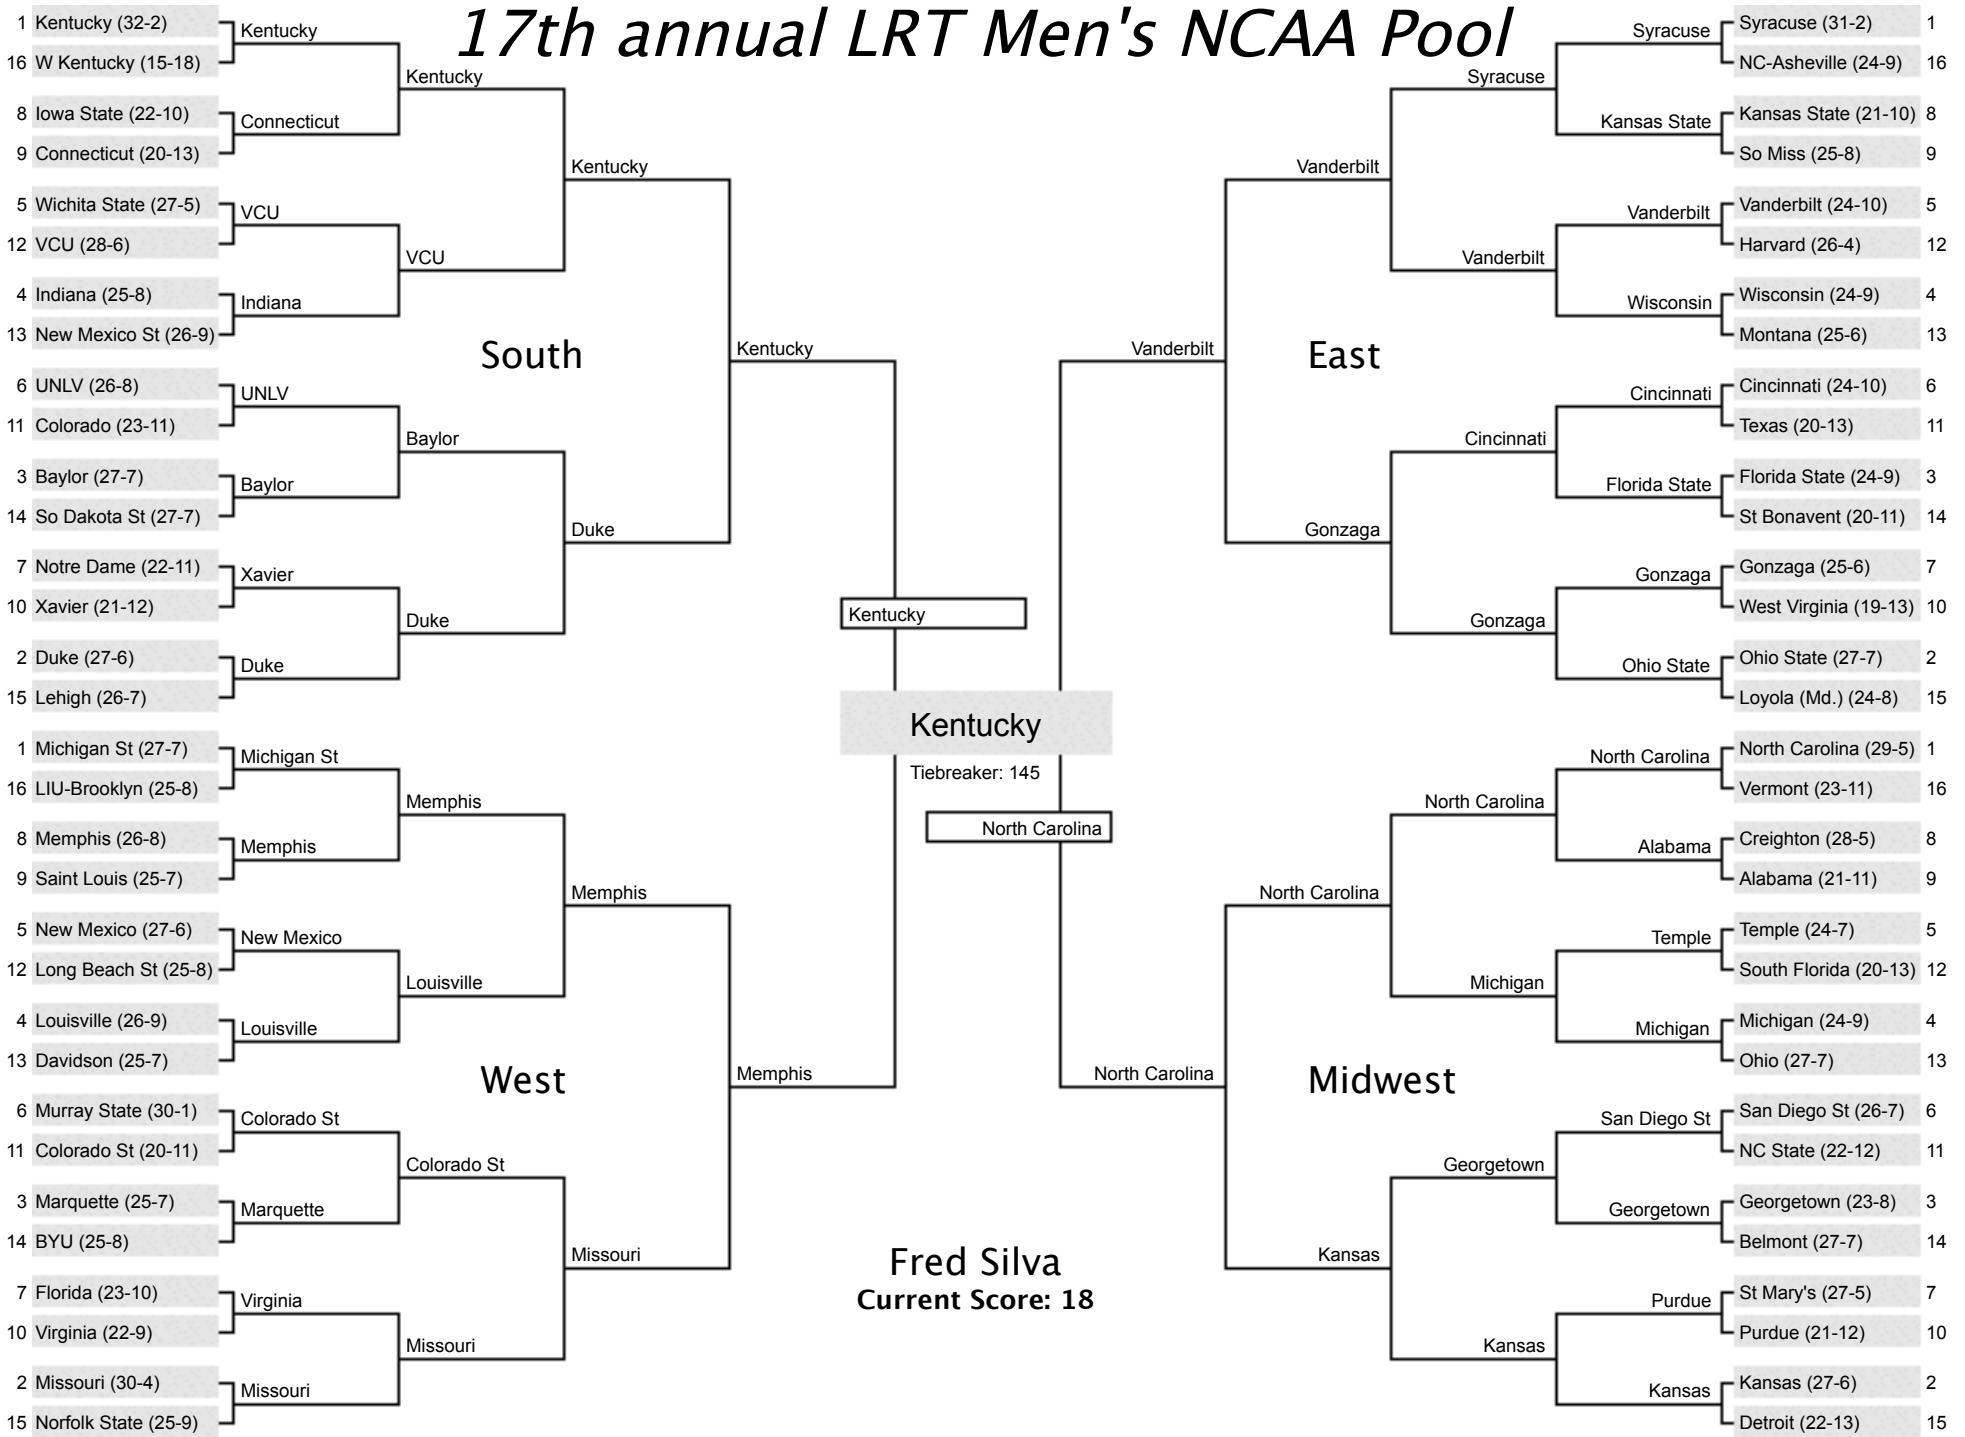 17th annual LRT Men's NCAA Pool
1 Kentucky (32-2)
16 W Kentucky (15-18)
8 Iowa State (22-10)
9 Connecticut (20-13)
5 Wichita State (27-5)
12 VCU (28-6)
4 Indiana (25-8)
13 New Mexico St (26-9)
6 UNLV (26-8)
11 Colorado (23-11)
3 Baylor (27-7)
14 So Dakota St (27-7)
7 Notre Dame (22-11)
10 Xavier (21-12)
2 Duke (27-6)
15 Lehigh (26-7)
Kentucky
Connecticut
VCU
Indiana
UNLV
Baylor
Xavier
Duke
Kentucky
VCU
Baylor
Duke
Kentucky
Duke
Kentucky
South
1 Michigan St (27-7)
16 LIU-Brooklyn (25-8)
8 Memphis (26-8)
9 Saint Louis (25-7)
5 New Mexico (27-6)
12 Long Beach St (25-8)
4 Louisville (26-9)
13 Davidson (25-7)
6 Murray State (30-1)
11 Colorado St (20-11)
3 Marquette (25-7)
14 BYU (25-8)
7 Florida (23-10)
10 Virginia (22-9)
2 Missouri (30-4)
15 Norfolk State (25-9)
Michigan St
Memphis
New Mexico
Louisville
Colorado St
Marquette
Virginia
Missouri
Memphis
Louisville
Colorado St
Missouri
Memphis
Missouri
Memphis
West
Kentucky
Kentucky
Tiebreaker: 145
North Carolina
Fred Silva
Current Score: 18
Syracuse (31-2) 1
NC-Asheville (24-9) 16
Kansas State (21-10) 8
So Miss (25-8) 9
Vanderbilt (24-10) 5
Harvard (26-4) 12
Wisconsin (24-9) 4
Montana (25-6) 13
Cincinnati (24-10) 6
Texas (20-13) 11
Florida State (24-9) 3
St Bonavent (20-11) 14
Gonzaga (25-6) 7
West Virginia (19-13) 10
Ohio State (27-7) 2
Loyola (Md.) (24-8) 15
Syracuse
Kansas State
Vanderbilt
Wisconsin
Cincinnati
Florida State
Gonzaga
Ohio State
Syracuse
Vanderbilt
Cincinnati
Gonzaga
Vanderbilt
Gonzaga
Vanderbilt
East
North Carolina (29-5) 1
Vermont (23-11) 16
Creighton (28-5) 8
Alabama (21-11) 9
Temple (24-7) 5
South Florida (20-13) 12
Michigan (24-9) 4
Ohio (27-7) 13
San Diego St (26-7) 6
NC State (22-12) 11
Georgetown (23-8) 3
Belmont (27-7) 14
St Mary's (27-5) 7
Purdue (21-12) 10
Kansas (27-6) 2
Detroit (22-13) 15
North Carolina
Alabama
Temple
Michigan
San Diego St
Georgetown
Purdue
Kansas
North Carolina
Michigan
Georgetown
Kansas
North Carolina
Kansas
North Carolina
Midwest